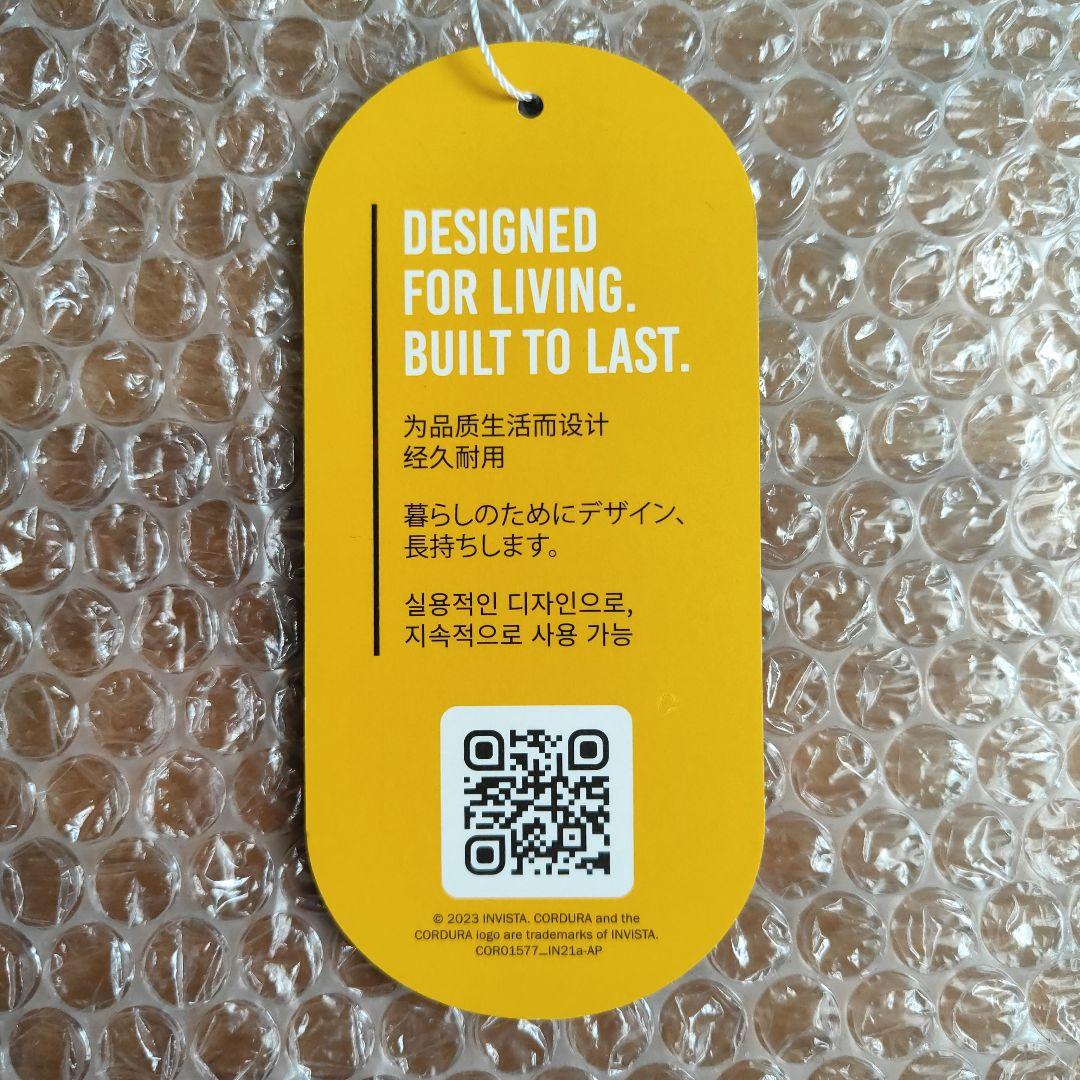 DESIGNED
FOR LIVING.
BUILT TO LAST.
为品质生活而设计
经久耐用
暮らしのためにデザイン、
長持ちします。
실용적인 디자인으로,
지속적으로 사용 가능
© 2023 INVISTA. CORDURA and the
CORDURA logo are trademarks of INVISTA.
COR01577_IN21a-AP